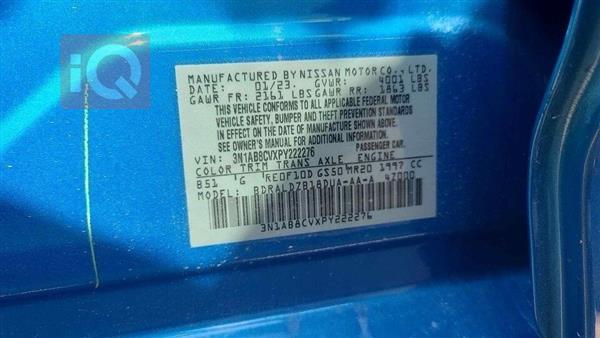 iQ
MANUFACTURED BY NISSAN MOTOR CO., LTD.
DATE: 01/23. GVWR: 4001 LBS
GAWR FR: 2161 LBS GAWR RR: 1863 LBS
THIS VEHICLE CONFORMS TO ALL APPLICABLE FEDERAL MOTOR
VEHICLE SAFETY, BUMPER AND THEFT PREVENTION STANDARDS
IN EFFECT ON THE DATE OF MANUFACTURE SHOWN ABOVE.
SEE OWNER'S MANUAL FOR ADDITIONAL INFORMATION
VIN: 3N1AB8CVXPY222276 PASSENGER CAR.
COLOR TRIM TRANS AXLE ENGINE
B51 'G RE0F10D GS50 MR20 1997 CC
MODEL: BDRALDZB18DUA-AA-A 47000
3N1AB8CVXPY222276